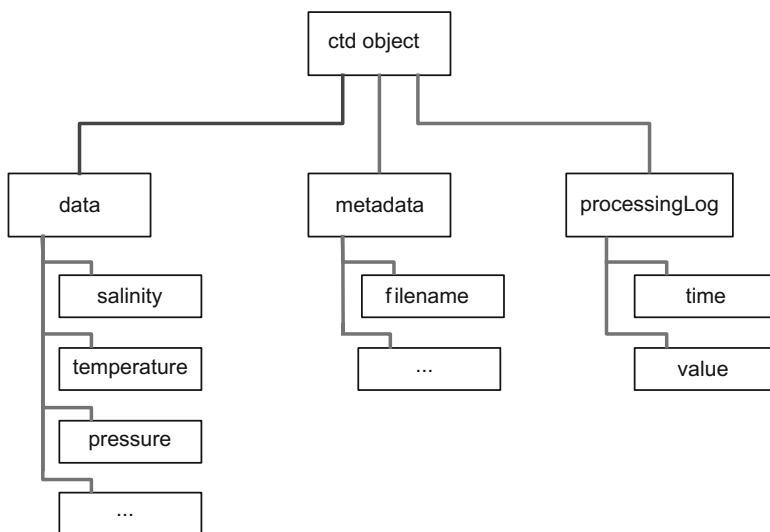 ctd object
data
metadata
processingLog
salinity
filename
time
temperature
...
value
pressure
...